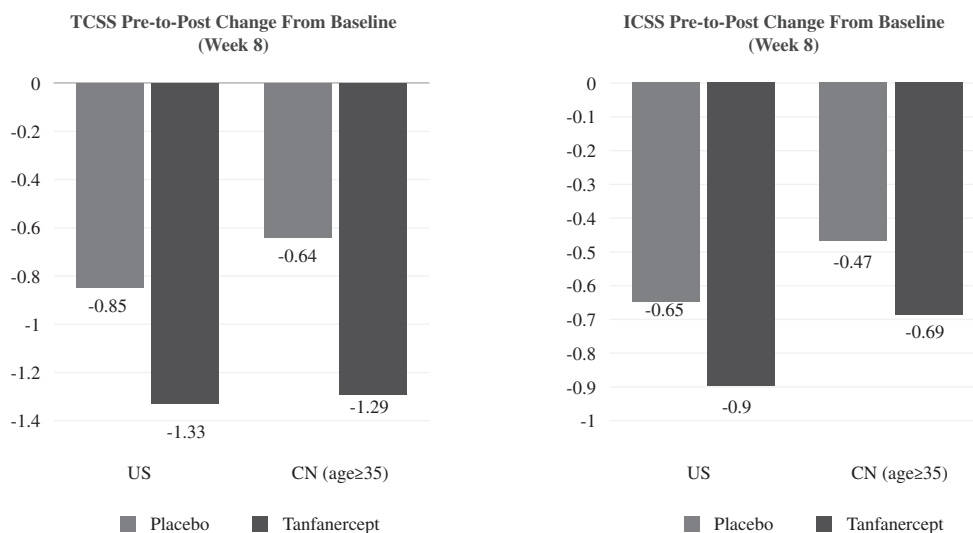 TCSS Pre-to-Post Change From Baseline
(Week 8)
0
-0.2
-0.4
-0.6
-0.8
-1
-1.2
-1.4
-0.85
-1.33
-0.64
-1.29
US
CN (age≥35)
Placebo
Tanfanercept
ICSS Pre-to-Post Change From Baseline
(Week 8)
0
-0.1
-0.2
-0.3
-0.4
-0.5
-0.6
-0.7
-0.8
-0.9
-1
-0.65
-0.9
-0.47
-0.69
US
CN (age≥35)
Placebo
Tanfanercept